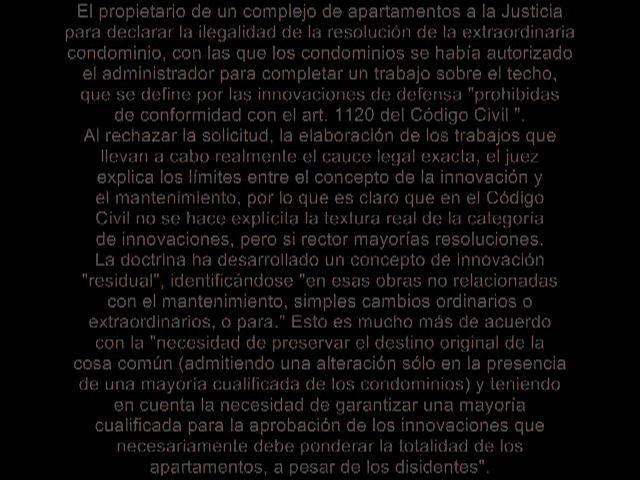 El propietario de un complejo de apartamentos a la Justicia
para declarar la ilegalidad de la resolución de la extraordinaria
condominio, con las que los condominios se había autorizado
el administrador para completar un trabajo sobre el techo,
que se define por las innovaciones de defensa "prohibidas
de conformidad con el art. 1120 del Código Civil ".
Al rechazar la solicitud, la elaboración de los trabajos que
llevan a cabo realmente el cauce legal exacta, el juez
explica los límites entre el concepto de la innovación y
el mantenimiento, por lo que es claro que en el Código
Civil no se hace explícita la textura real de la categoría
de innovaciones, pero si rector mayorías resoluciones.
La doctrina ha desarrollado un concepto de innovación
"residual", identificándose "en esas obras no relacionadas
con el mantenimiento, simples cambios ordinarios o
extraordinarios, o para." Esto es mucho más de acuerdo
con la "necesidad de preservar el destino original de la
cosa común (admitiendo una alteración sólo en la presencia
de una mayoría cualificada de los condominios) y teniendo
en cuenta la necesidad de garantizar una mayoría
cualificada para la aprobación de los innovaciones que
necesariamente debe ponderar la totalidad de los
apartamentos, a pesar de los disidentes".